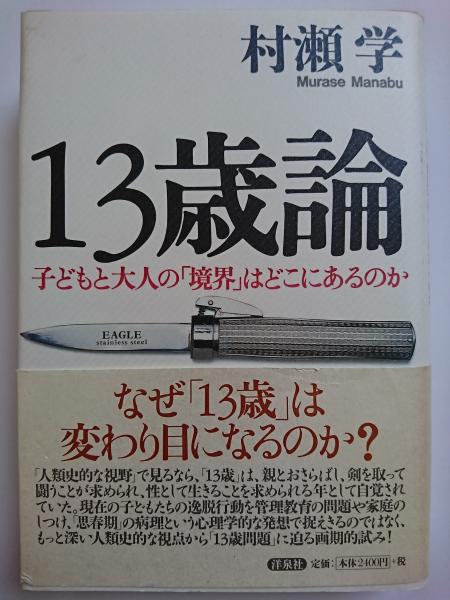 村瀬 学
Murase Manabu
13歳論
子どもと大人の「境界」はどこにあるのか
EAGLE
stainless steel
なぜ「13歳」は
変わり目になるのか?
「人類史的な視野」で見るなら、「13歳」は、親とおさらばし、剣を取って
闘うことが求められ、性として生きることを求められる年として自覚され
ていた。現在の子どもたちの逸脱行動を管理教育の問題や家庭の
しつけ、「思春期」の病理という心理学的な発想で捉えきるのではなく、
もっと深い人類史的な視点から「13歳問題」に迫る画期的試み!
洋泉社 定価:本体2400円+税